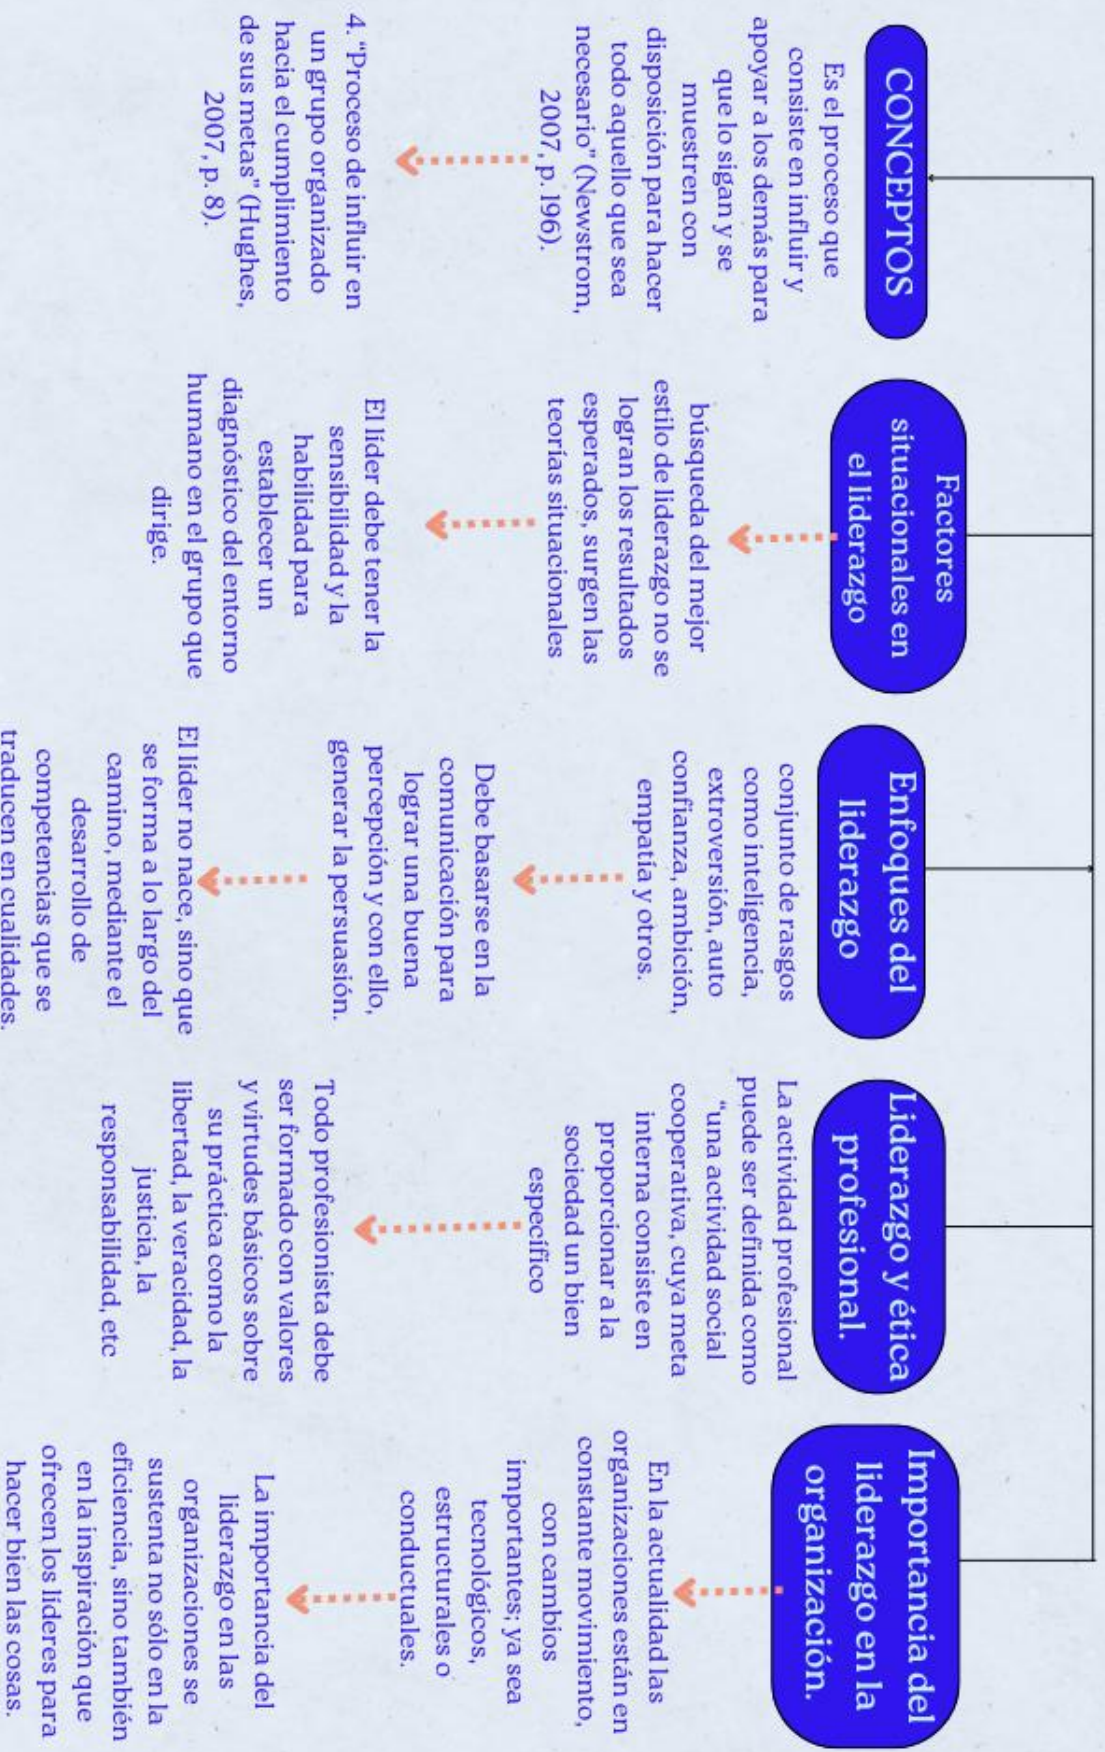 CONCEPTOS
Es el proceso que
consiste en influir y
apoyar a los demás para
que lo sigan y se
muestren con
disposición para hacer
todo aquello que sea
necesario" (Newstrom,
2007, p. 196).
4. "Proceso de influir en
un grupo organizado
hacia el cumplimiento
de sus metas" (Hughes,
2007, p. 8).
Factores
situacionales en
el liderazgo
búsqueda del mejor
estilo de liderazgo no se
logran los resultados
esperados, surgen las
teorías situacionales
El líder debe tener la
sensibilidad y la
habilidad para
establecer un
diagnóstico del entorno
humano en el grupo que
dirige.
Enfoques del
liderazgo
conjunto de rasgos
como inteligencia,
extroversión, auto
confianza, ambición,
empatía y otros.
Debe basarse en la
comunicación para
lograr una buena
percepción y con ello,
generar la persuasión.
El líder no nace, sino que
se forma a lo largo del
camino, mediante el
desarrollo de
competencias que se
traducen en cualidades.
Liderazgo y ética
profesional.
La actividad profesional
puede ser definida como
"una actividad social
cooperativa, cuya meta
interna consiste en
proporcionar a la
sociedad un bien
específico
Todo profesionista debe
ser formado con valores
y virtudes básicos sobre
su práctica como la
libertad, la veracidad, la
justicia, la
responsabilidad, etc
Importancia del
liderazgo en la
organización.
En la actualidad las
organizaciones están en
constante movimiento,
con cambios
importantes; ya sea
tecnológicos,
estructurales o
conductuales.
La importancia del
liderazgo en las
organizaciones se
sustenta no sólo en la
eficiencia, sino también
en la inspiración que
ofrecen los líderes para
hacer bien las cosas.